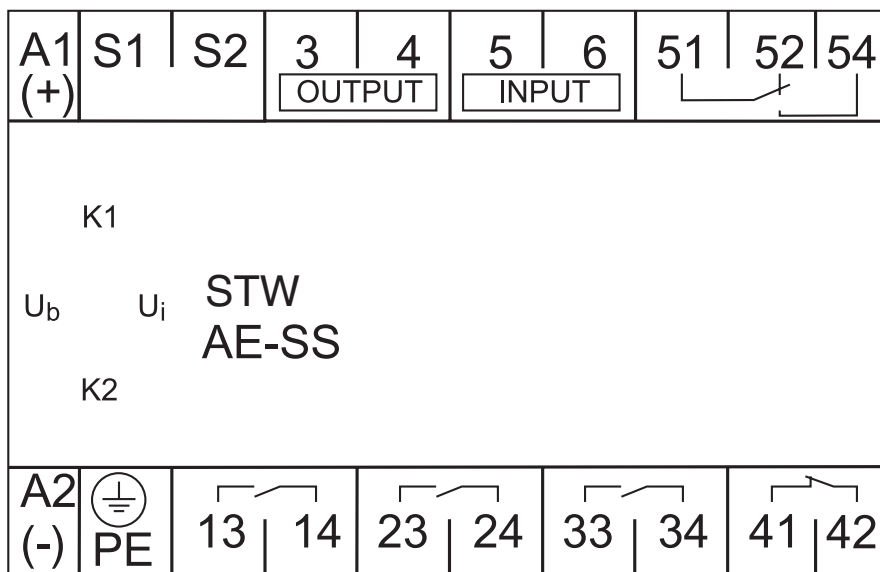 A1 S1 S2 3 4 5 6 51 52 54
(+) OUTPUT INPUT
K1
Ub Ui STW
AE-SS
K2
A2
(-) PE 13 14 23 24 33 34 41 42